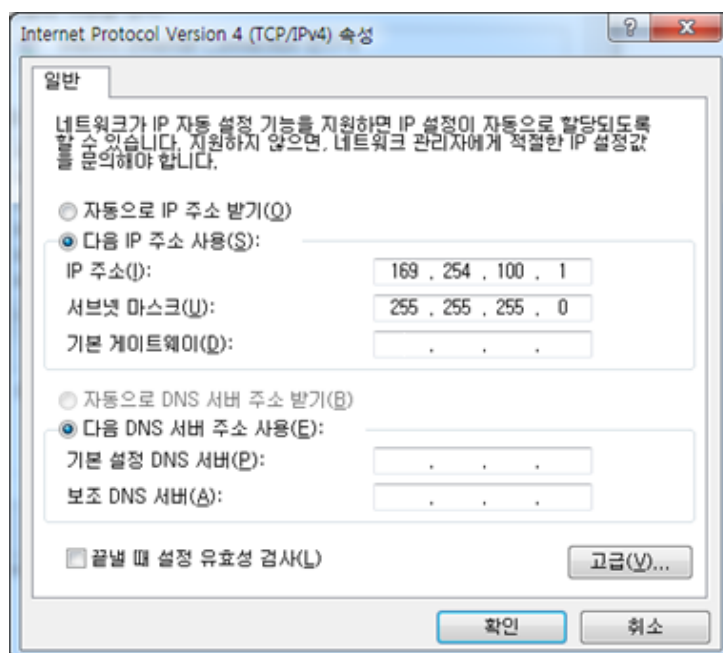 Internet Protocol Version 4 (TCP/IPv4) 속성
일반
네트워크가 IP 자동 설정 기능을 지원하면 IP 설정이 자동으로 할당되도록
할 수 있습니다. 지원하지 않으면, 네트워크 관리자에게 적절한 IP 설정값
을 문의해야 합니다.
자동으로 IP 주소 받기(O)
다음 IP 주소 사용(S):
IP 주소(I): 169 . 254 . 100 . 1
서브넷 마스크(U): 255 . 255 . 255 . 0
기본 게이트웨이(D): . . .
자동으로 DNS 서버 주소 받기(B)
다음 DNS 서버 주소 사용(E):
기본 설정 DNS 서버(P): . . .
보조 DNS 서버(A): . . .
끝낼 때 설정 유효성 검사(L)
고급(V)...
확인 취소